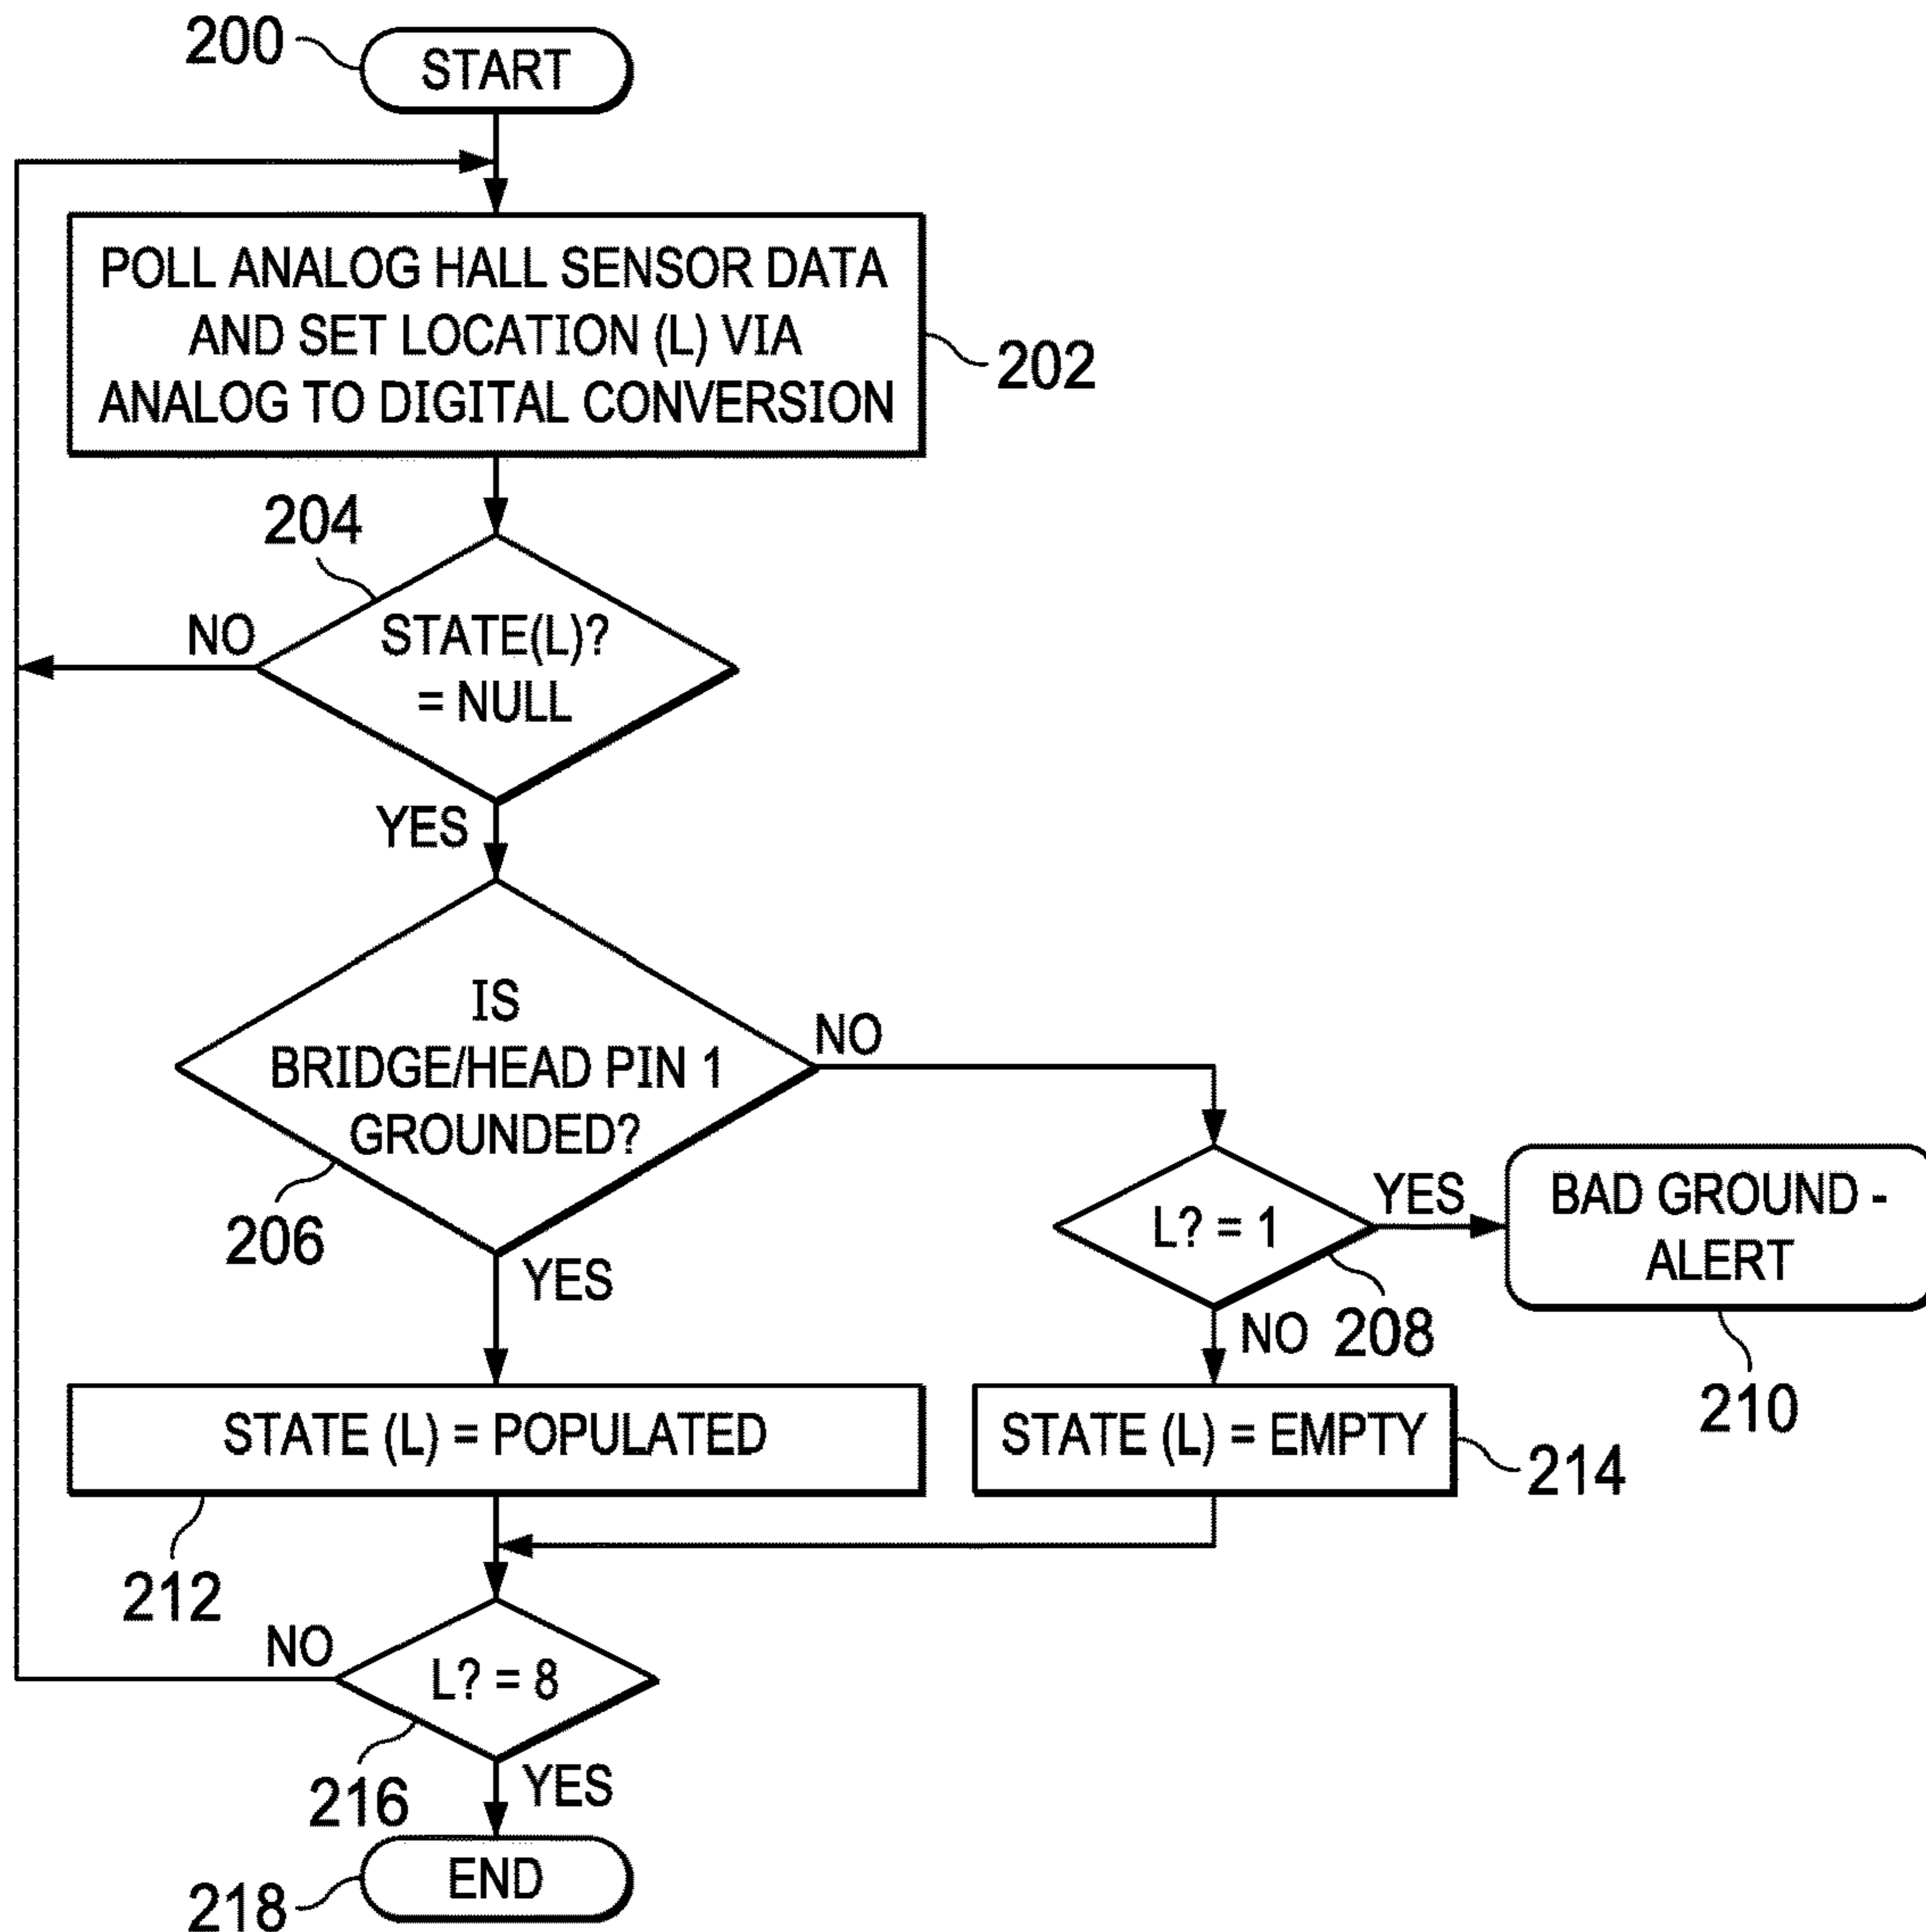 200
START
POLL ANALOG HALL SENSOR DATA
AND SET LOCATION (L) VIA
ANALOG TO DIGITAL CONVERSION
202
204
NO
STATE(L)?
= NULL
YES
IS
BRIDGE/HEAD PIN 1
GROUNDED?
NO
206
YES
L? = 1
YES
BAD GROUND -
ALERT
NO
208
210
STATE (L) = POPULATED
STATE (L) = EMPTY
214
212
NO
L? = 8
216
YES
END
218